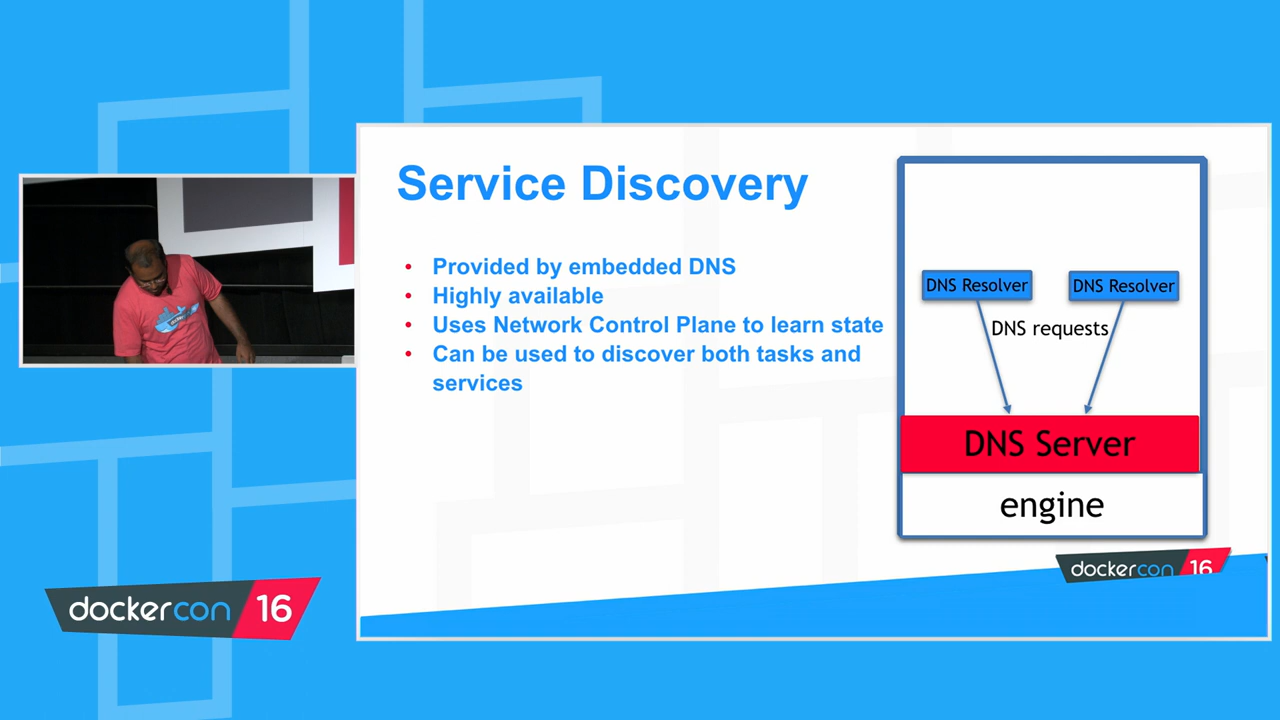 Service Discovery
• Provided by embedded DNS
• Highly available
• Uses Network Control Plane to learn state
• Can be used to discover both tasks and
services
DNS Resolver
DNS Resolver
DNS requests
DNS Server
engine
dockercon 16
dockercon 16